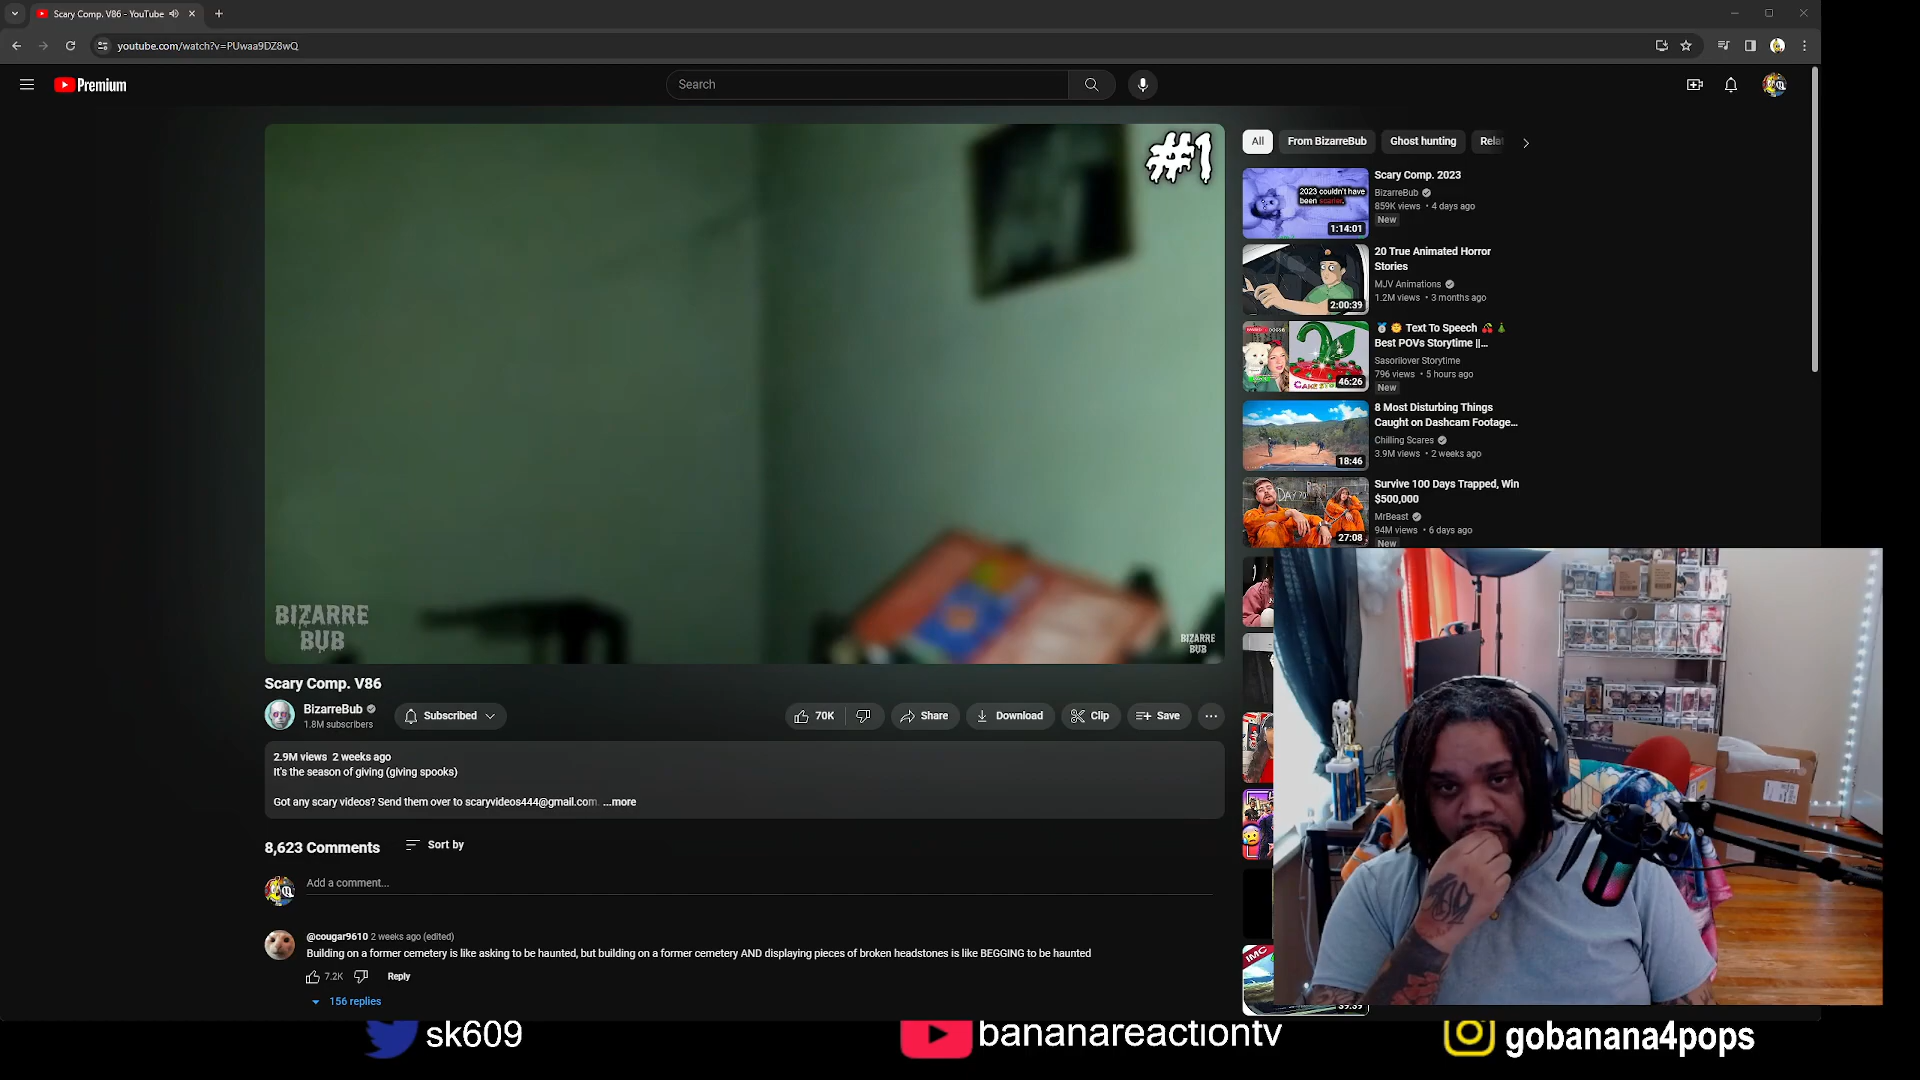 Scary Comp. V86 - YouTube
youtube.com/watch?v=PUwaa9DZ8wQ
Premium
Search
#1
BIZARRE
BUB
BIZARRE
BUB
Scary Comp. V86
BizarreBub
1.8M subscribers
Subscribed
70K
Share
Download
Clip
Save
2.9M views 2 weeks ago
It's the season of giving (giving spooks)
Got any scary videos? Send them over to scaryvideos444@gmail.com. ...more
8,623 Comments
Sort by
Add a comment...
@cougar9610 2 weeks ago (edited)
Building on a former cemetery is like asking to be haunted, but building on a former cemetery AND displaying pieces of broken headstones is like BEGGING to be haunted
7.2K
Reply
156 replies
All
From BizarreBub
Ghost hunting
2023 couldn't have
been scarier.
1:14:01
Scary Comp. 2023
BizarreBub
859K views • 4 days ago
New
2:00:39
20 True Animated Horror
Stories
MJV Animations
1.2M views • 3 months ago
46:26
Text To Speech
Best POVs Storytime ||...
Sasorilover Storytime
796 views • 5 hours ago
New
18:46
8 Most Disturbing Things
Caught on Dashcam Footage...
Chilling Scares
3.9M views • 2 weeks ago
27:08
Survive 100 Days Trapped, Win
$500,000
MrBeast
94M views • 6 days ago
New
sk609
bananareactiontv
gobanana4pops